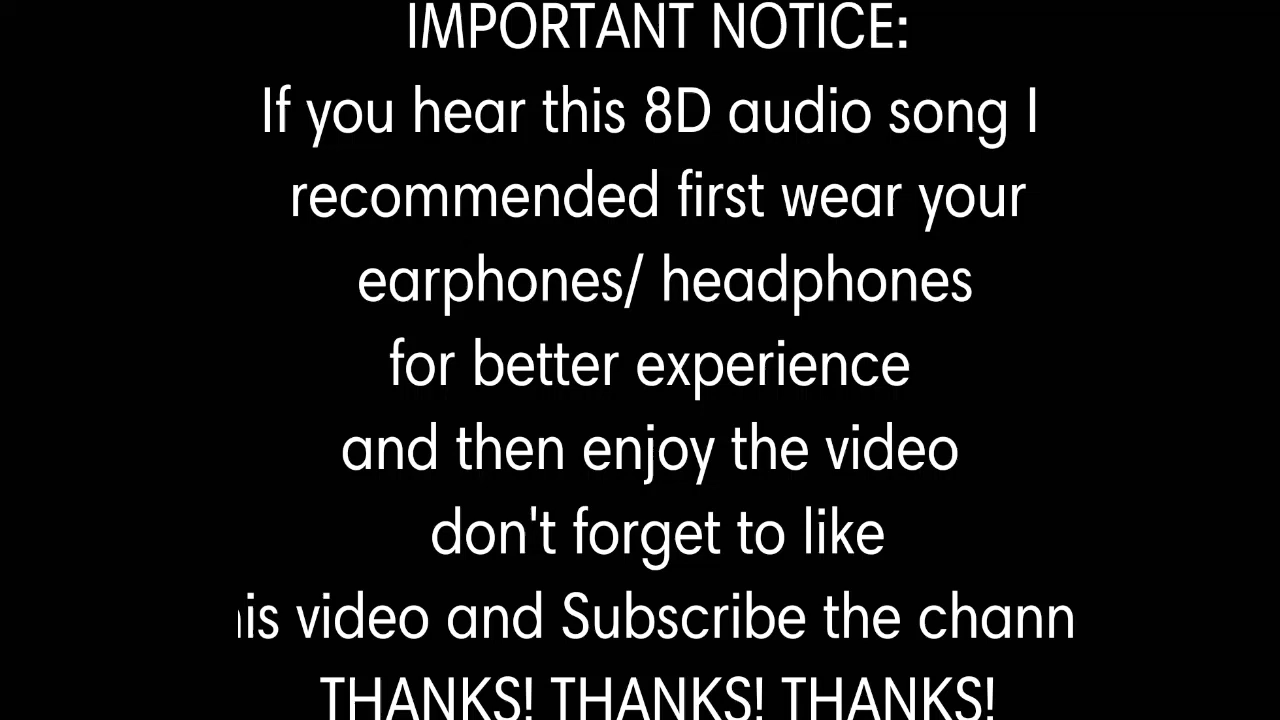 IMPORTANT NOTICE:
If you hear this 8D audio song I
recommended first wear your
earphones/ headphones
for better experience
and then enjoy the video
don't forget to like
his video and Subscribe the chann
THANKS! THANKS! THANKS!